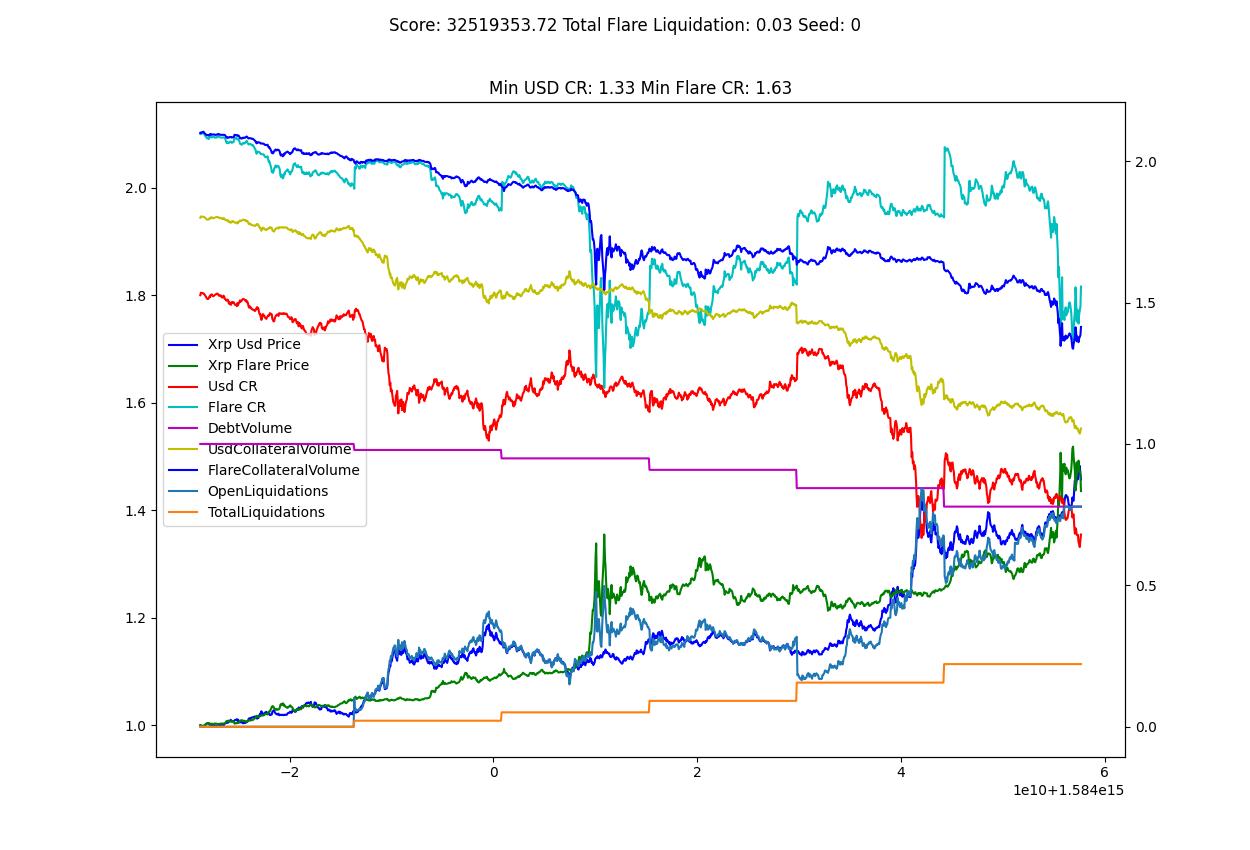 Score: 32519353.72 Total Flare Liquidation: 0.03 Seed: 0
Min USD CR: 1.33 Min Flare CR: 1.63
2.0
1.8
1.6
1.4
1.2
1.0
2.0
1.5
1.0
0.5
0.0
Xrp Usd Price
Xrp Flare Price
Usd CR
Flare CR
DebtVolume
UsdCollateralVolume
FlareCollateralVolume
OpenLiquidations
TotalLiquidations
−2 0 2 4 6
1e10+1.584e15